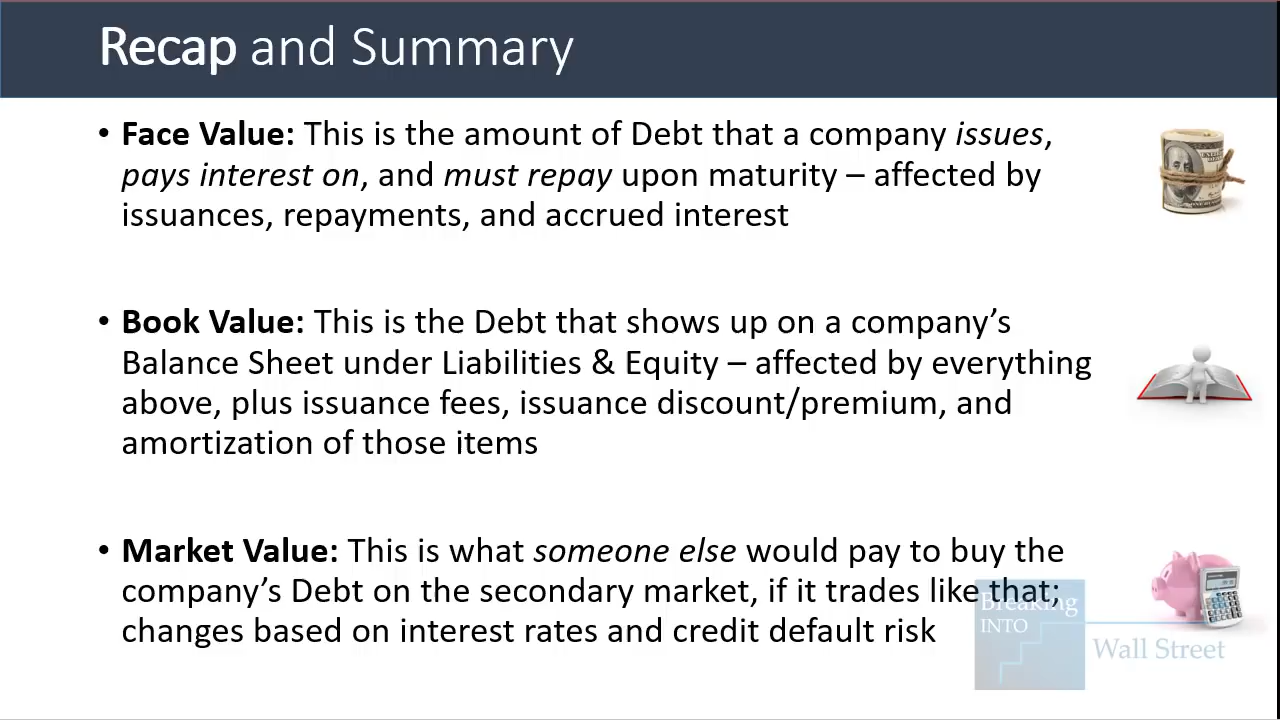 Recap and Summary
• Face Value: This is the amount of Debt that a company issues,
pays interest on, and must repay upon maturity – affected by
issuances, repayments, and accrued interest
• Book Value: This is the Debt that shows up on a company’s
Balance Sheet under Liabilities & Equity – affected by everything
above, plus issuance fees, issuance discount/premium, and
amortization of those items
• Market Value: This is what someone else would pay to buy the
company’s Debt on the secondary market, if it trades like that;
changes based on interest rates and credit default risk
Breaking
INTO
Wall Street